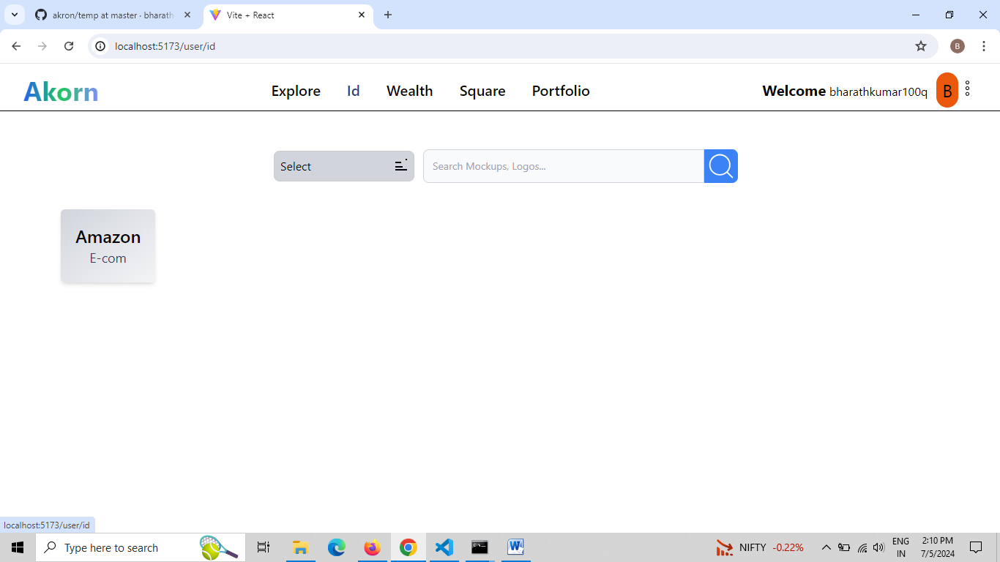 akron/temp at master · bharath
Vite + React
localhost:5173/user/id
B
Akorn
Explore
Id
Wealth
Square
Portfolio
Welcome bharathkumar100q
B
Select
Search Mockups, Logos...
Amazon
E-com
localhost:5173/user/id
Type here to search
NIFTY -0.22%
ENG
IN
2:10 PM
7/5/2024